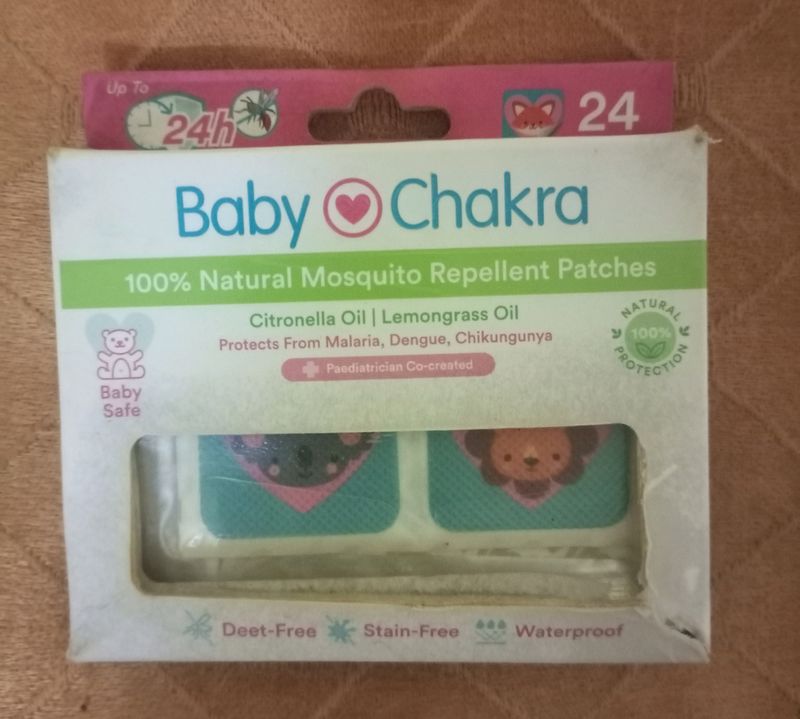 Up To
24h
24
Baby Chakra
100% Natural Mosquito Repellent Patches
Citronella Oil | Lemongrass Oil
Protects From Malaria, Dengue, Chikungunya
Paediatrician Co-created
Baby
Safe
NATURAL
100%
PROTECTION
Deet-Free
Stain-Free
Waterproof